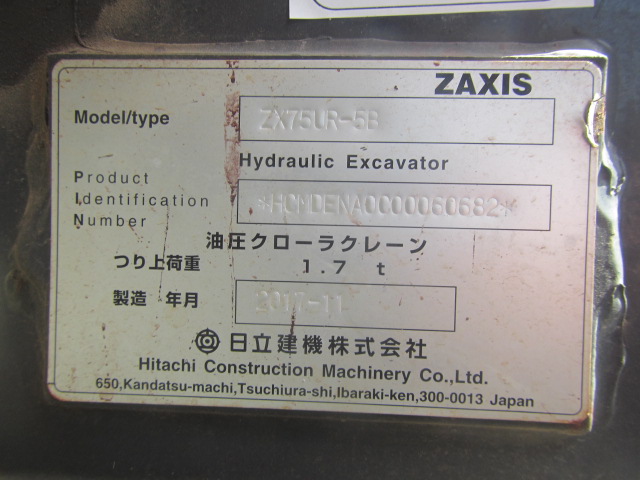 ZAXIS
Model/type ZX75UR-5B
Hydraulic Excavator
Product
Identification *HCMDENA0C00060682*
Number
油圧クローラクレーン
つり上荷重 1.7 t
製造 年月 2017-11
日立建機株式会社
Hitachi Construction Machinery Co.,Ltd.
650,Kandatsu-machi,Tsuchiura-shi,Ibaraki-ken,300-0013 Japan